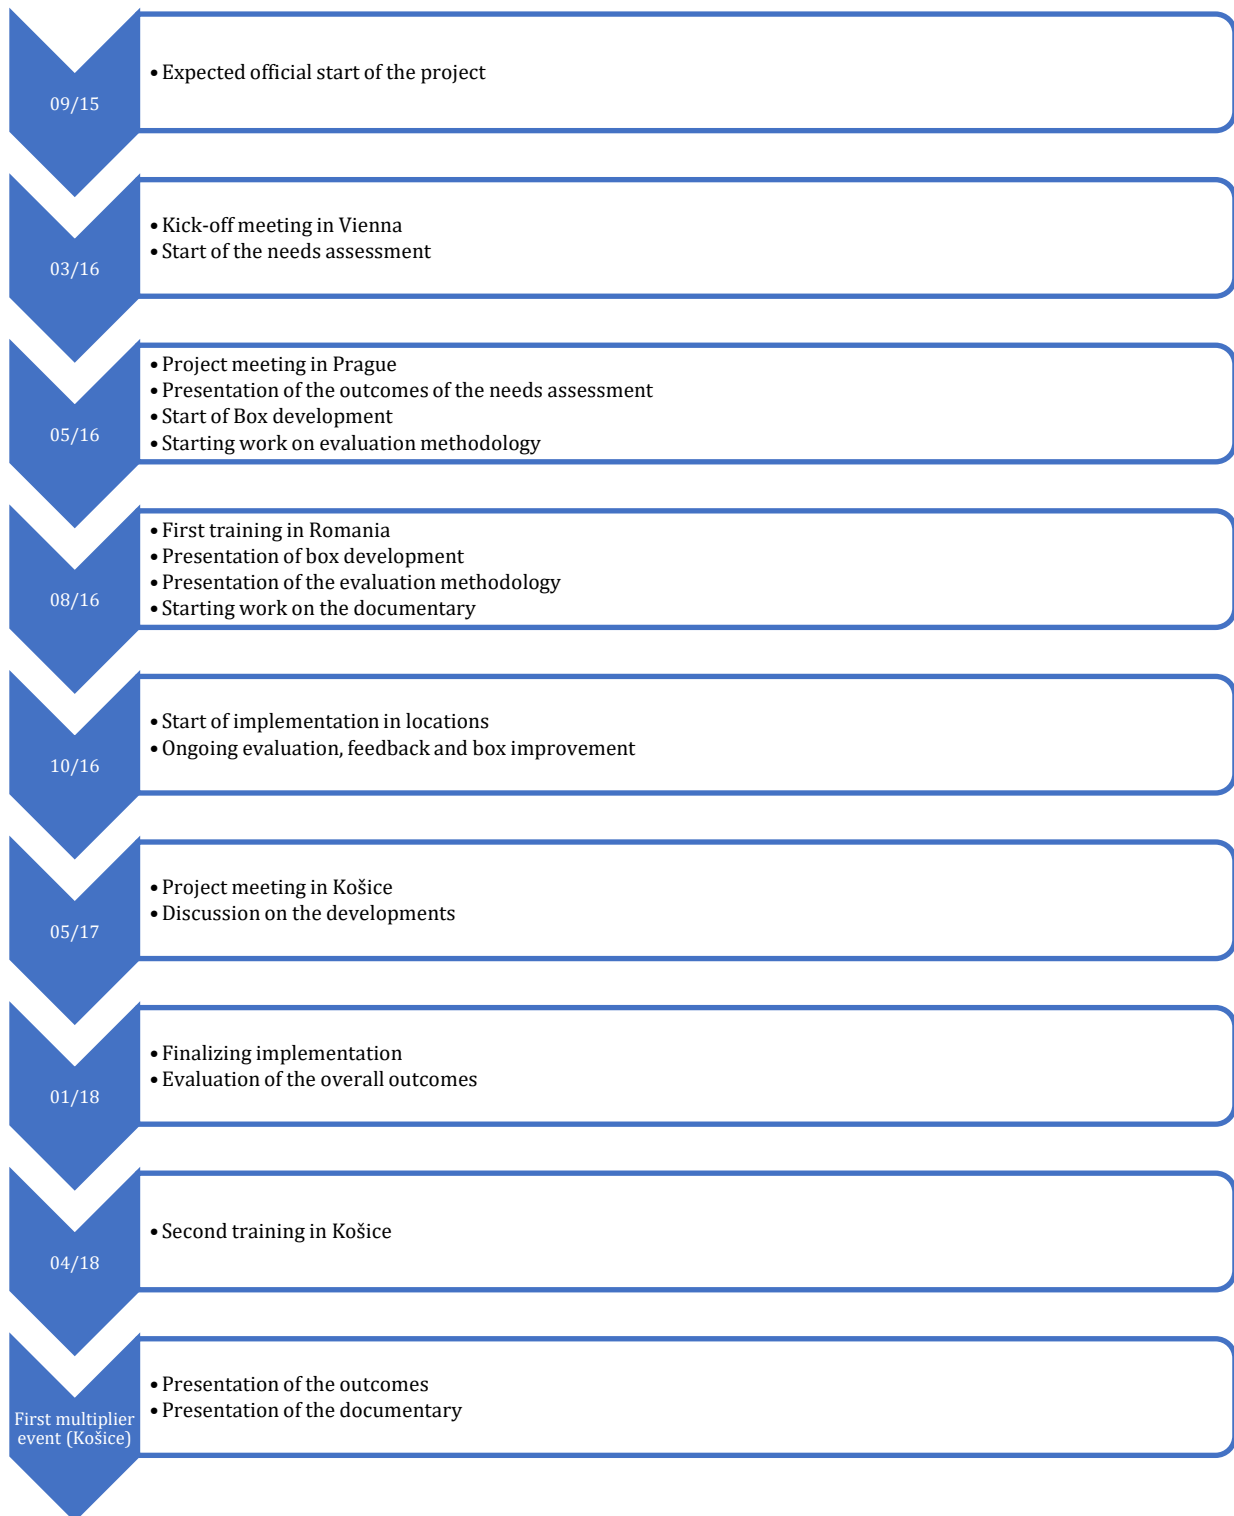 09/15
• Expected official start of the project
03/16
• Kick-off meeting in Vienna
• Start of the needs assessment
05/16
• Project meeting in Prague
• Presentation of the outcomes of the needs assessment
• Start of Box development
• Starting work on evaluation methodology
08/16
• First training in Romania
• Presentation of box development
• Presentation of the evaluation methodology
• Starting work on the documentary
10/16
• Start of implementation in locations
• Ongoing evaluation, feedback and box improvement
05/17
• Project meeting in Košice
• Discussion on the developments
01/18
• Finalizing implementation
• Evaluation of the overall outcomes
04/18
• Second training in Košice
First multiplier
event (Košice)
• Presentation of the outcomes
• Presentation of the documentary